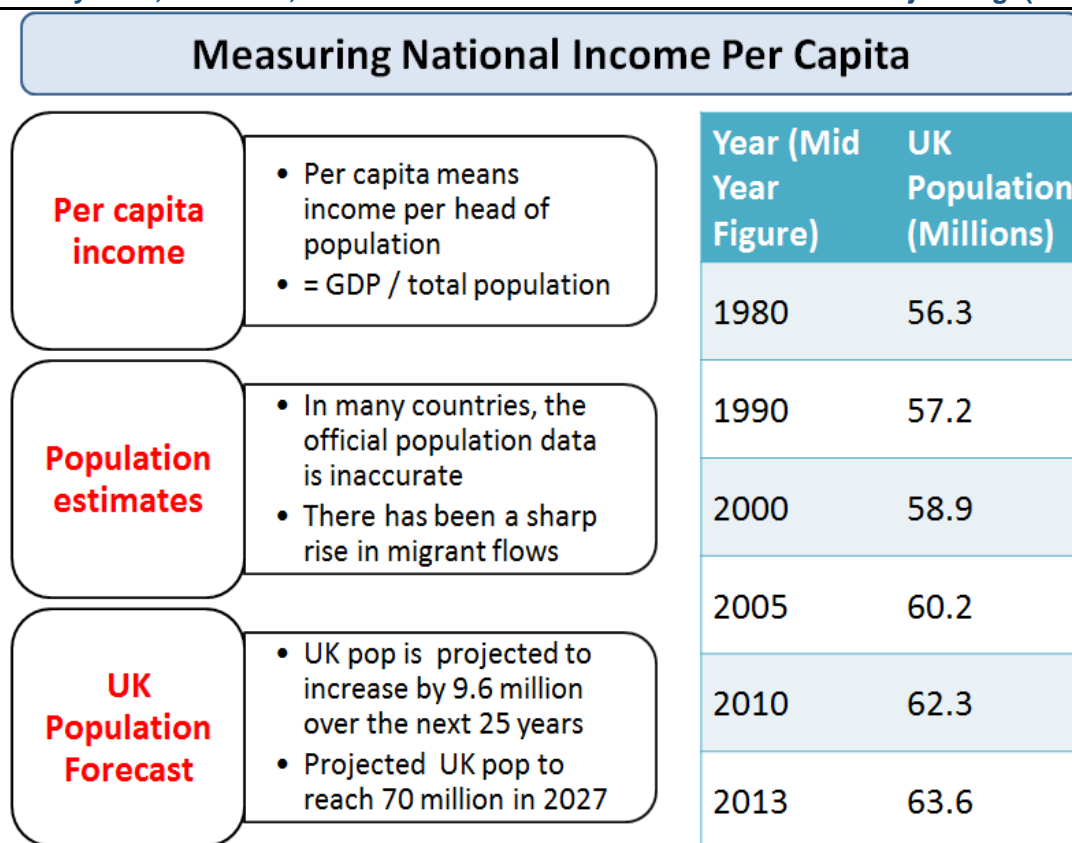 Measuring National Income Per Capita
Per capita
income
• Per capita means
income per head of
population
• = GDP / total population
Population
estimates
• In many countries, the
official population data
is inaccurate
• There has been a sharp
rise in migrant flows
UK
Population
Forecast
• UK pop is projected to
increase by 9.6 million
over the next 25 years
• Projected UK pop to
reach 70 million in 2027
Year (Mid Year Figure) UK Population (Millions)
1980 56.3
1990 57.2
2000 58.9
2005 60.2
2010 62.3
2013 63.6